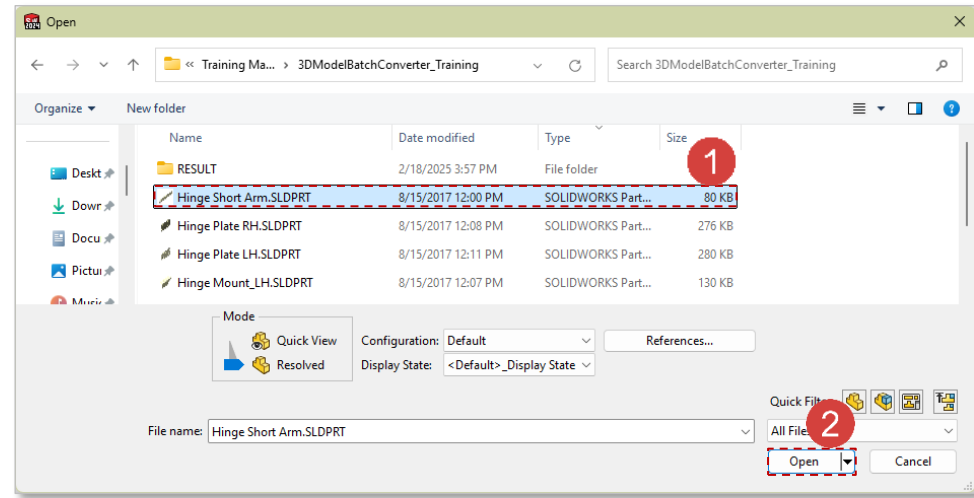 2024 Open
« Training Ma... > 3DModelBatchConverter_Training
Search 3DModelBatchConverter_Training
Organize New folder
Name Date modified Type Size
RESULT 2/18/2025 3:57 PM File folder
1
Hinge Short Arm.SLDPRT 8/15/2017 12:00 PM SOLIDWORKS Part... 80 KB
Hinge Plate RH.SLDPRT 8/15/2017 12:08 PM SOLIDWORKS Part... 276 KB
Hinge Plate LH.SLDPRT 8/15/2017 12:11 PM SOLIDWORKS Part... 280 KB
Hinge Mount_LH.SLDPRT 8/15/2017 12:07 PM SOLIDWORKS Part... 130 KB
Deskt
Dowr
Docu
Pictur
Mode
Quick View
Resolved
Configuration: Default
References...
Display State: <Default>_Display State
Quick
File name: Hinge Short Arm.SLDPRT
All
2
Open Cancel